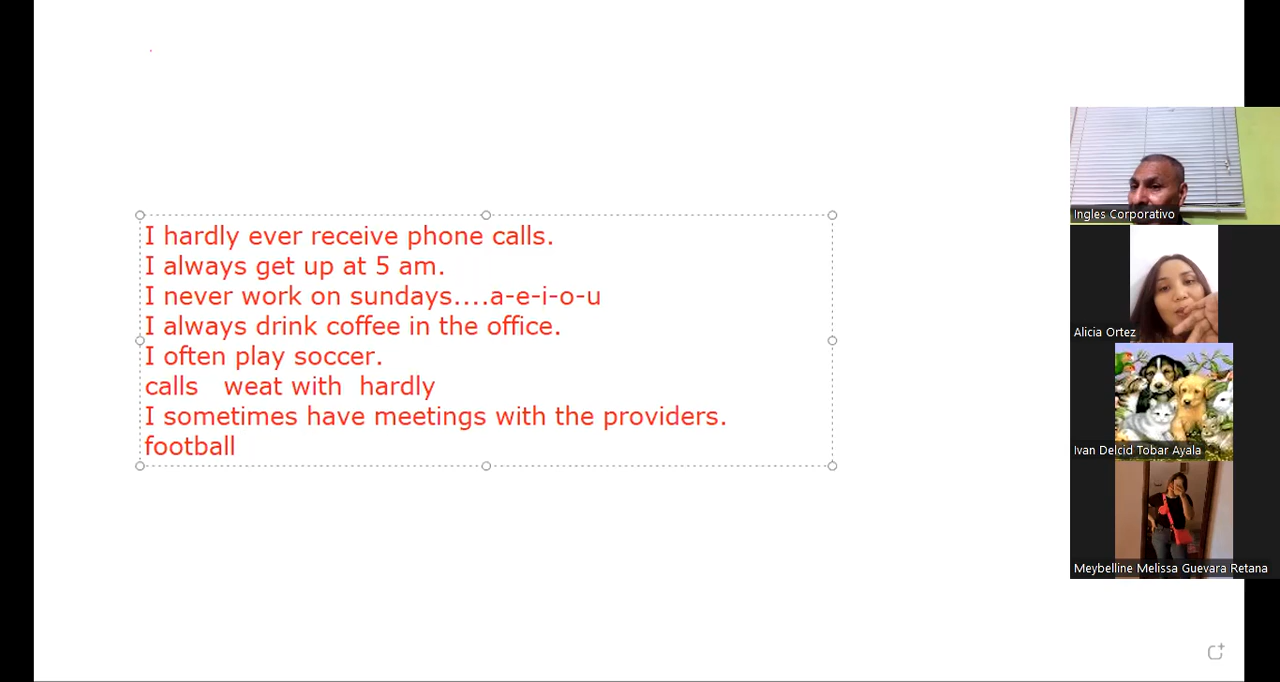 I hardly ever receive phone calls.
I always get up at 5 am.
I never work on sundays....a-e-i-o-u
I always drink coffee in the office.
I often play soccer.
calls weat with hardly
I sometimes have meetings with the providers.
football
Ingles Corporativo
Alicia Ortez
Ivan Delcid Tobar Ayala
Meybelline Melissa Guevara Retana